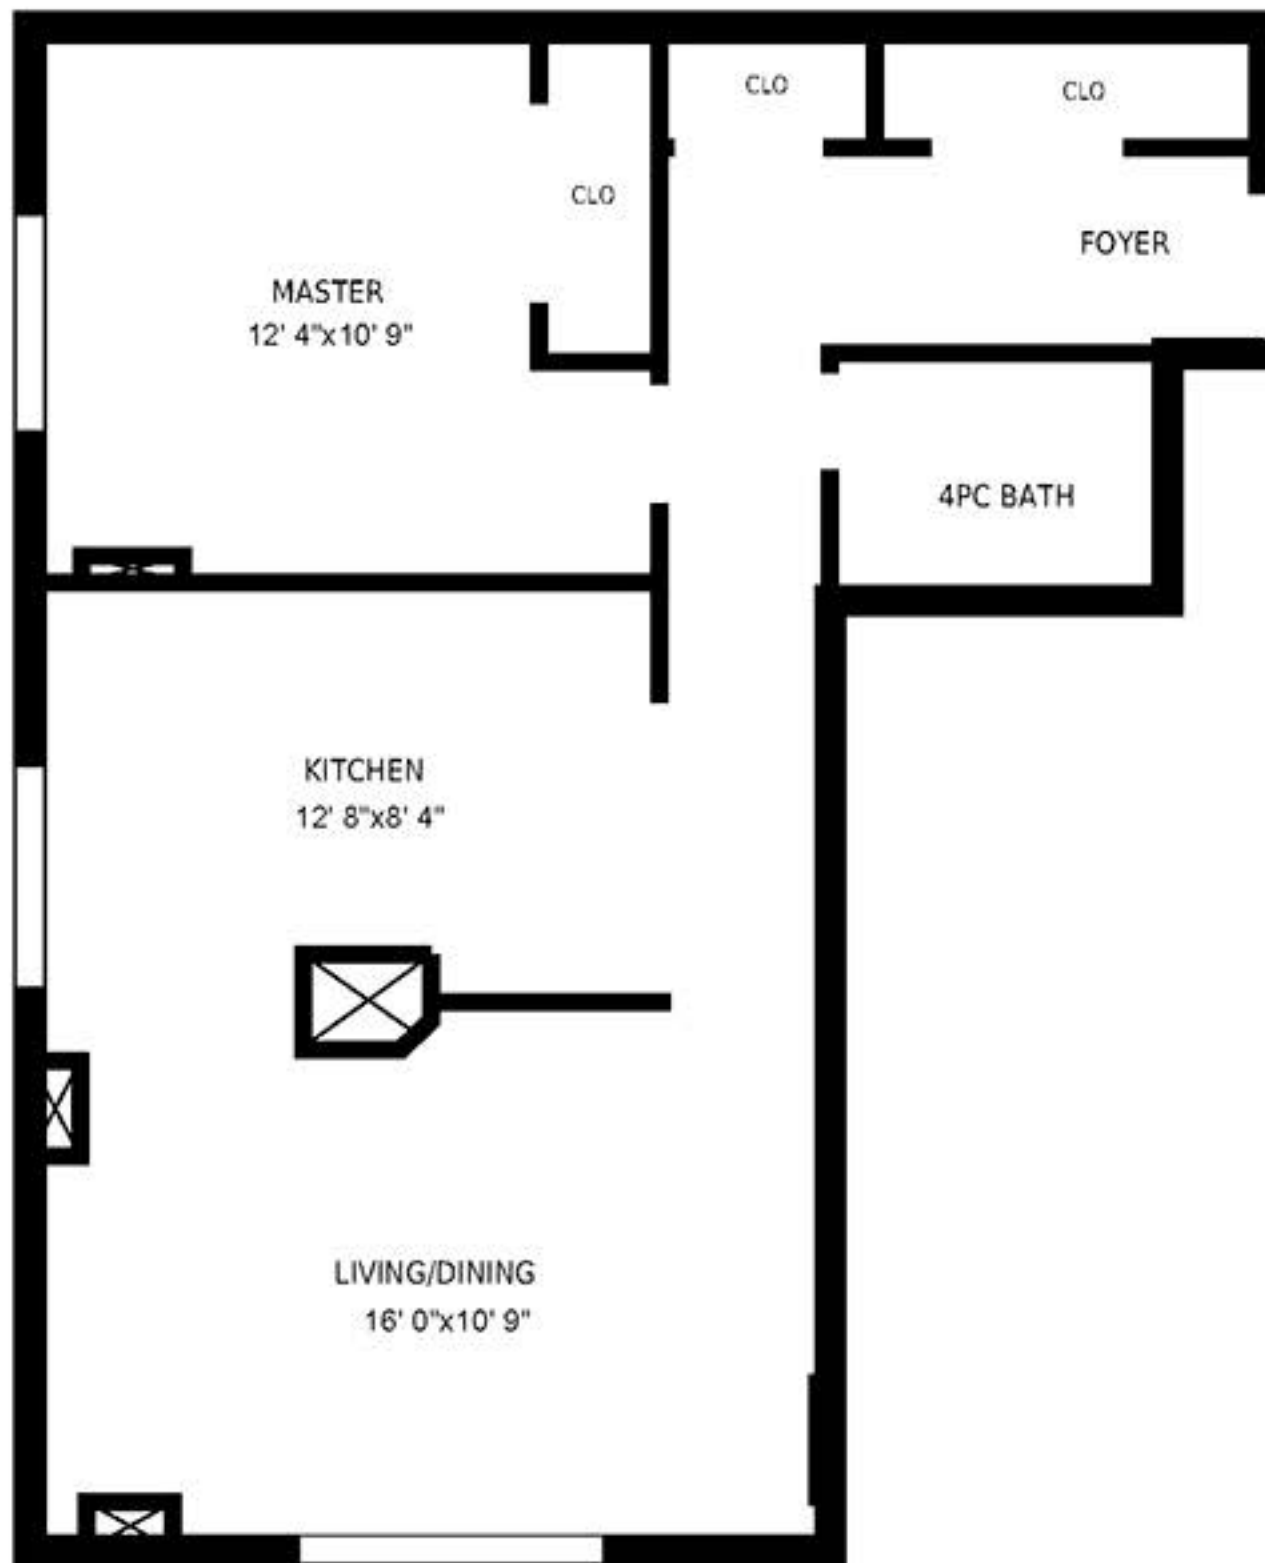 CLO
CLO
CLO
FOYER
MASTER
12' 4"x10' 9"
4PC BATH
KITCHEN
12' 8"x8' 4"
LIVING/DINING
16' 0"x10' 9"